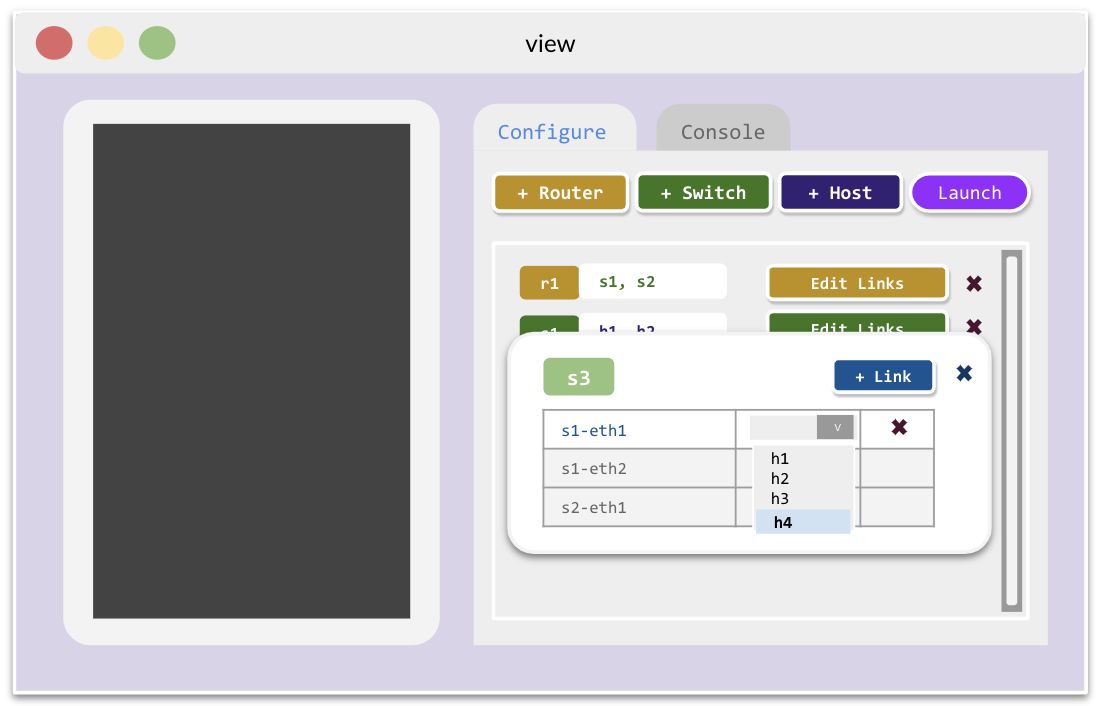 view
Configure
Console
+ Router
+ Switch
+ Host
Launch
r1
s1, s2
Edit Links ✖
s1
h1, h2
Edit Links ✖
s3
+ Link ✖
s1-eth1
v
✖
s1-eth2
s2-eth1
h1
h2
h3
h4